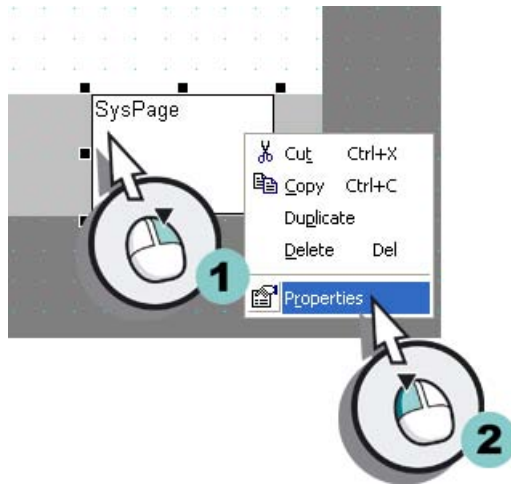 SysPage
Cut Ctrl+X
Copy Ctrl+C
Duplicate
Delete Del
Properties
1
2